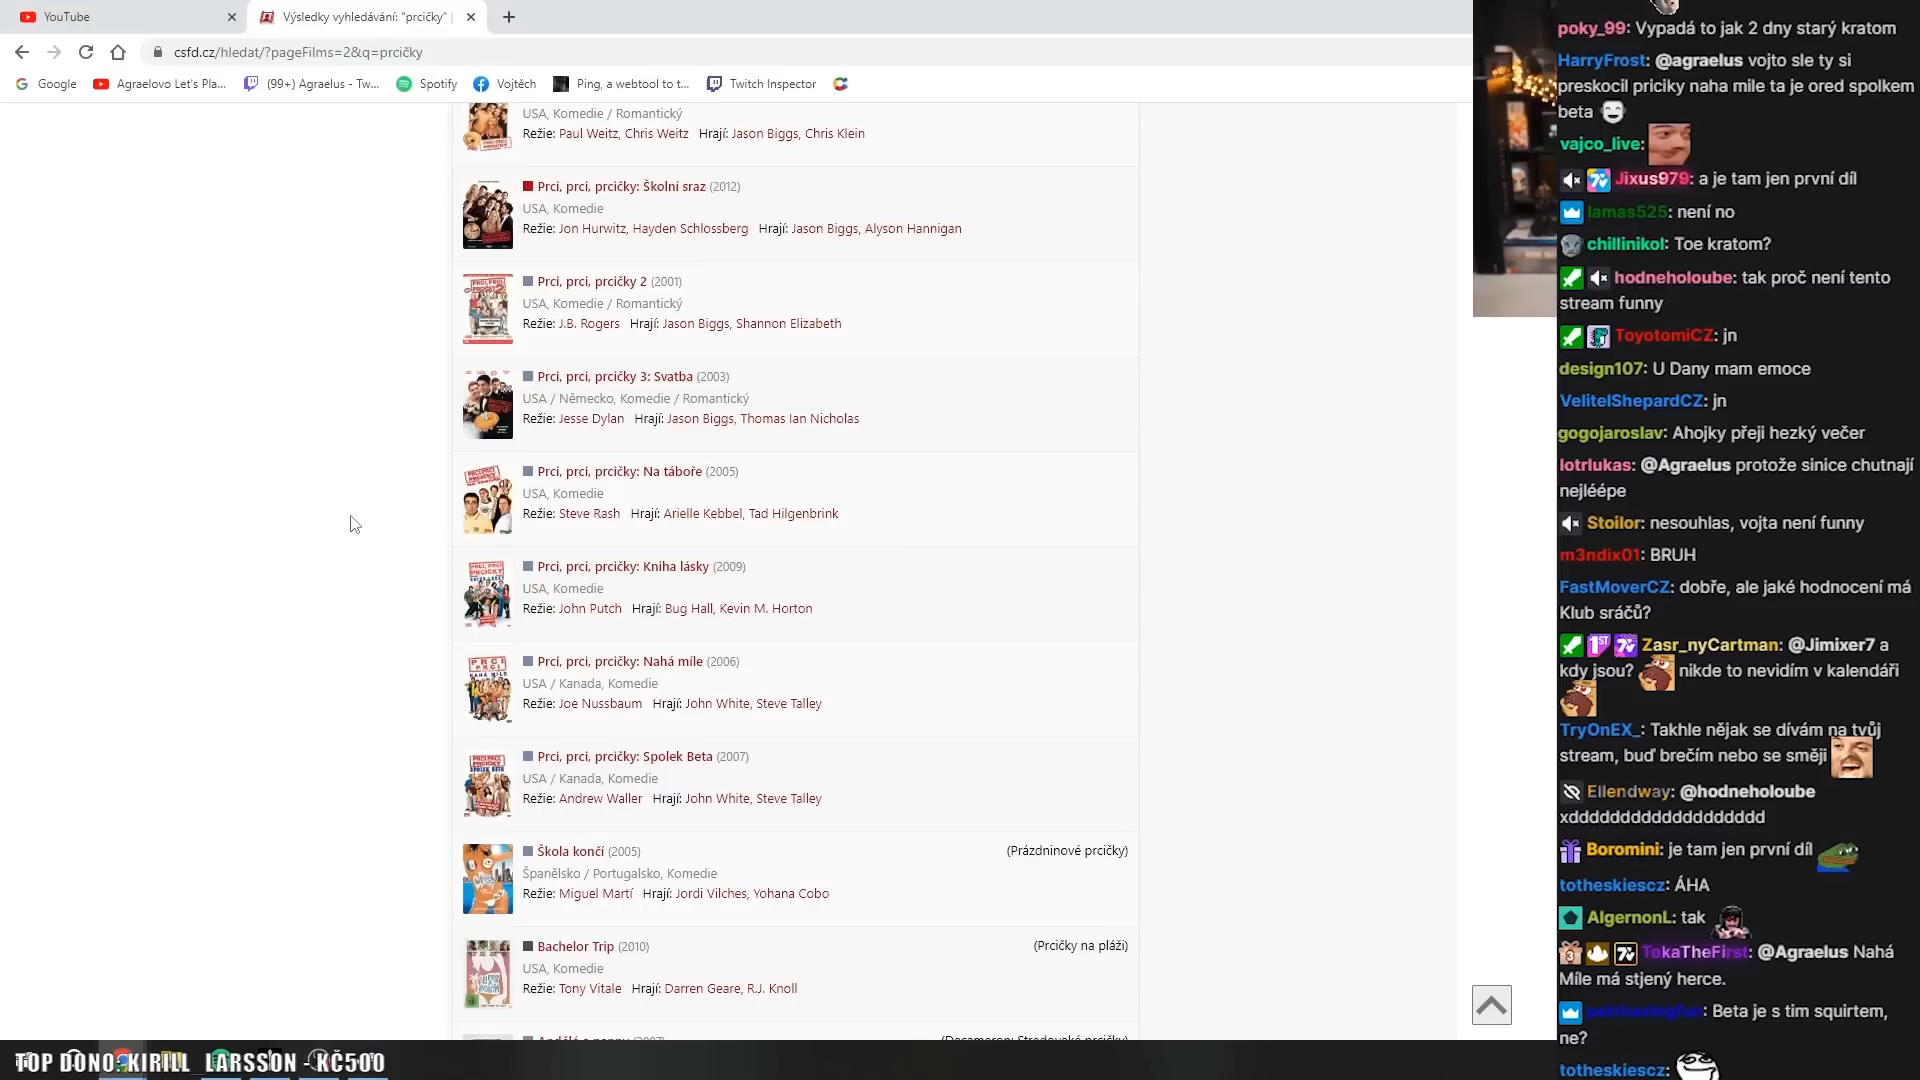 YouTube
Výsledky vyhledávání: "prcičky" |
csfd.cz/hledat/?pageFilms=2&q=prcičky
Google
Agraelovo Let's Pla...
(99+) Agraelus - Tw...
Spotify
Vojtěch
Ping, a webtool to t...
Twitch Inspector
USA, Komedie / Romantický
Režie: Paul Weitz, Chris Weitz Hrají: Jason Biggs, Chris Klein
Prci, prci, prcičky: Školní sraz (2012)
USA, Komedie
Režie: Jon Hurwitz, Hayden Schlossberg Hrají: Jason Biggs, Alyson Hannigan
Prci, prci, prcičky 2 (2001)
USA, Komedie / Romantický
Režie: J.B. Rogers Hrají: Jason Biggs, Shannon Elizabeth
Prci, prci, prcičky 3: Svatba (2003)
USA / Německo, Komedie / Romantický
Režie: Jesse Dylan Hrají: Jason Biggs, Thomas Ian Nicholas
Prci, prci, prcičky: Na táboře (2005)
USA, Komedie
Režie: Steve Rash Hrají: Arielle Kebbel, Tad Hilgenbrink
Prci, prci, prcičky: Kniha lásky (2009)
USA, Komedie
Režie: John Putch Hrají: Bug Hall, Kevin M. Horton
Prci, prci, prcičky: Nahá míle (2006)
USA / Kanada, Komedie
Režie: Joe Nussbaum Hrají: John White, Steve Talley
Prci, prci, prcičky: Spolek Beta (2007)
USA / Kanada, Komedie
Režie: Andrew Waller Hrají: John White, Steve Talley
Škola končí (2005) (Prázdninové prcičky)
Španělsko / Portugalsko, Komedie
Režie: Miguel Martí Hrají: Jordi Vilches, Yohana Cobo
Bachelor Trip (2010) (Prcičky na pláži)
USA, Komedie
Režie: Tony Vitale Hrají: Darren Geare, R.J. Knoll
TOP DONO: KIRILL_LARSSON - KČ500
poky_99: Vypadá to jak 2 dny starý kratom
HarryFrost: @agraelus vojto sle ty si
preskocil priciky naha mile ta je ored spolkem
beta
vajco_live:
Jixus979: a je tam jen první díl
lamas525: není no
chillinikol: Toe kratom?
hodneholoube: tak proč není tento
stream funny
ToyotomiCZ: jn
design107: U Dany mam emoce
VelitelShepardCZ: jn
gogojaroslav: Ahojky přeji hezký večer
lotrlukas: @Agraelus protože sinice chutnají
nejléépe
Stoilor: nesouhlas, vojta není funny
m3ndix01: BRUH
FastMoverCZ: dobře, ale jaké hodnocení má
Klub sráčů?
Zasr_nyCartman: @Jimixer7 a
kdy jsou? nikde to nevidím v kalendáři
TryOnEX_: Takhle nějak se dívám na tvůj
stream, buď brečím nebo se směji
Ellendway: @hodneholoube
xddddddddddddddddddd
Boromini: je tam jen první díl
totheskiescz: ÁHA
AlgernonL: tak
TokaTheFirst: @Agraelus Nahá
Míle má stjený herce.
Beta je s tim squirtem,
ne?
totheskiescz: